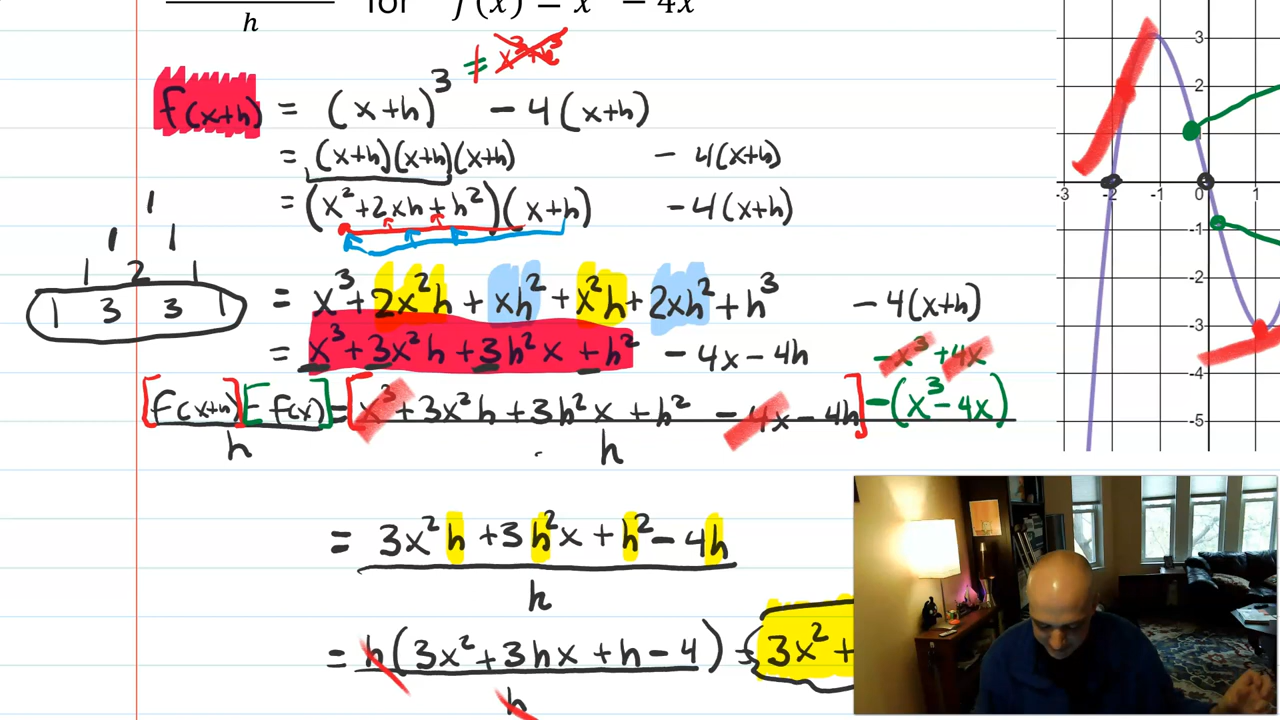 h for f(x) = x³ − 4x
≠ x³+h³
f(x+h) = (x+h)³ − 4(x+h)
= (x+h)(x+h)(x+h) − 4(x+h)
= (x²+2xh+h²)(x+h) − 4(x+h)
1
1 1
1 2 1
1 3 3 1
= x³+2x²h+xh²+x²h+2xh²+h³ − 4(x+h)
= x³+3x²h+3h²x+h² − 4x−4h
−x³+4x
[f(x+h)][−f(x)] = [x³+3x²h+3h²x+h² − 4x−4h] −(x³−4x)
h h
= 3x²h+3h²x+h²−4h
h
= h(3x²+3hx+h−4) = 3x²+
h
3
2
-3 -2 -1 0 1
-1
-2
-3
-4
-5